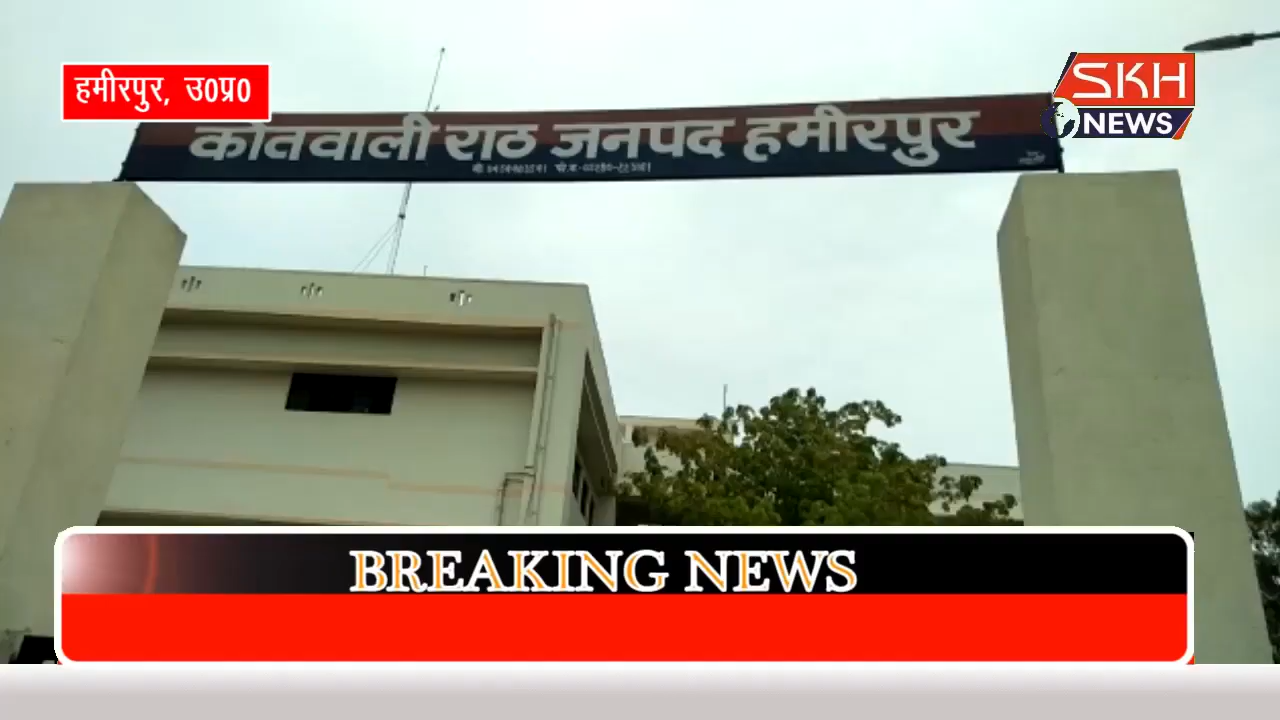 हमीरपुर, उ0प्र0
SKH
NEWS
कोतवाली राठ जनपद हमीरपुर
BREAKING NEWS